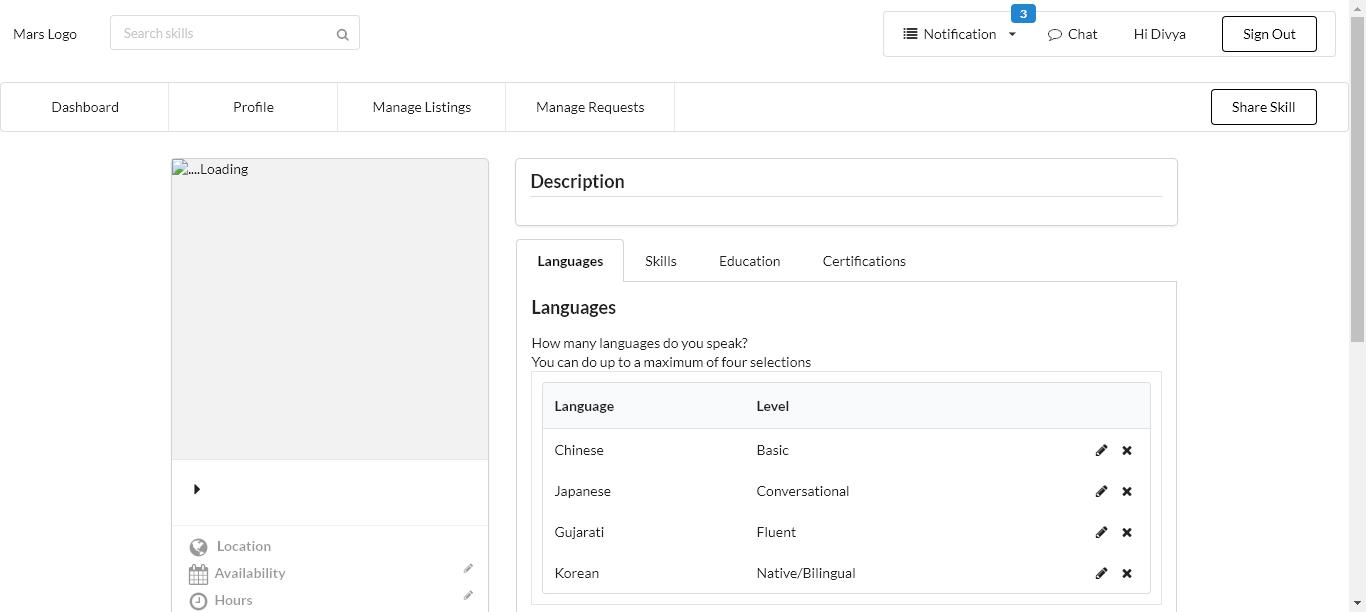 Mars Logo
Search skills
Notification
3
Chat
Hi Divya
Sign Out
Dashboard
Profile
Manage Listings
Manage Requests
Share Skill
....Loading
Location
Availability
Hours
Description
Languages
Skills
Education
Certifications
Languages
How many languages do you speak?
You can do up to a maximum of four selections
Language Level
Chinese Basic
Japanese Conversational
Gujarati Fluent
Korean Native/Bilingual